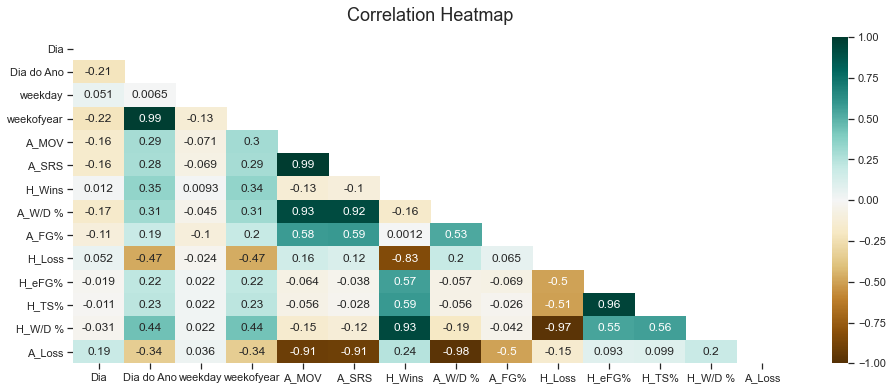 Correlation Heatmap
Dia
Dia do Ano -0.21
weekday 0.051 0.0065
weekofyear -0.22 0.99 -0.13
A_MOV -0.16 0.29 -0.071 0.3
A_SRS -0.16 0.28 -0.069 0.29 0.99
H_Wins 0.012 0.35 0.0093 0.34 -0.13 -0.1
A_W/D % -0.17 0.31 -0.045 0.31 0.93 0.92 -0.16
A_FG% -0.11 0.19 -0.1 0.2 0.58 0.59 0.0012 0.53
H_Loss 0.052 -0.47 -0.024 -0.47 0.16 0.12 -0.83 0.2 0.065
H_eFG% -0.019 0.22 0.022 0.22 -0.064 -0.038 0.57 -0.057 -0.069 -0.5
H_TS% -0.011 0.23 0.022 0.23 -0.056 -0.028 0.59 -0.056 -0.026 -0.51 0.96
H_W/D % -0.031 0.44 0.022 0.44 -0.15 -0.12 0.93 -0.19 -0.042 -0.97 0.55 0.56
A_Loss 0.19 -0.34 0.036 -0.34 -0.91 -0.91 0.24 -0.98 -0.5 -0.15 0.093 0.099 0.2
Dia Dia do Ano weekday weekofyear A_MOV A_SRS H_Wins A_W/D % A_FG% H_Loss H_eFG% H_TS% H_W/D % A_Loss
1.00
0.75
0.50
0.25
0.00
−0.25
−0.50
−0.75
−1.00